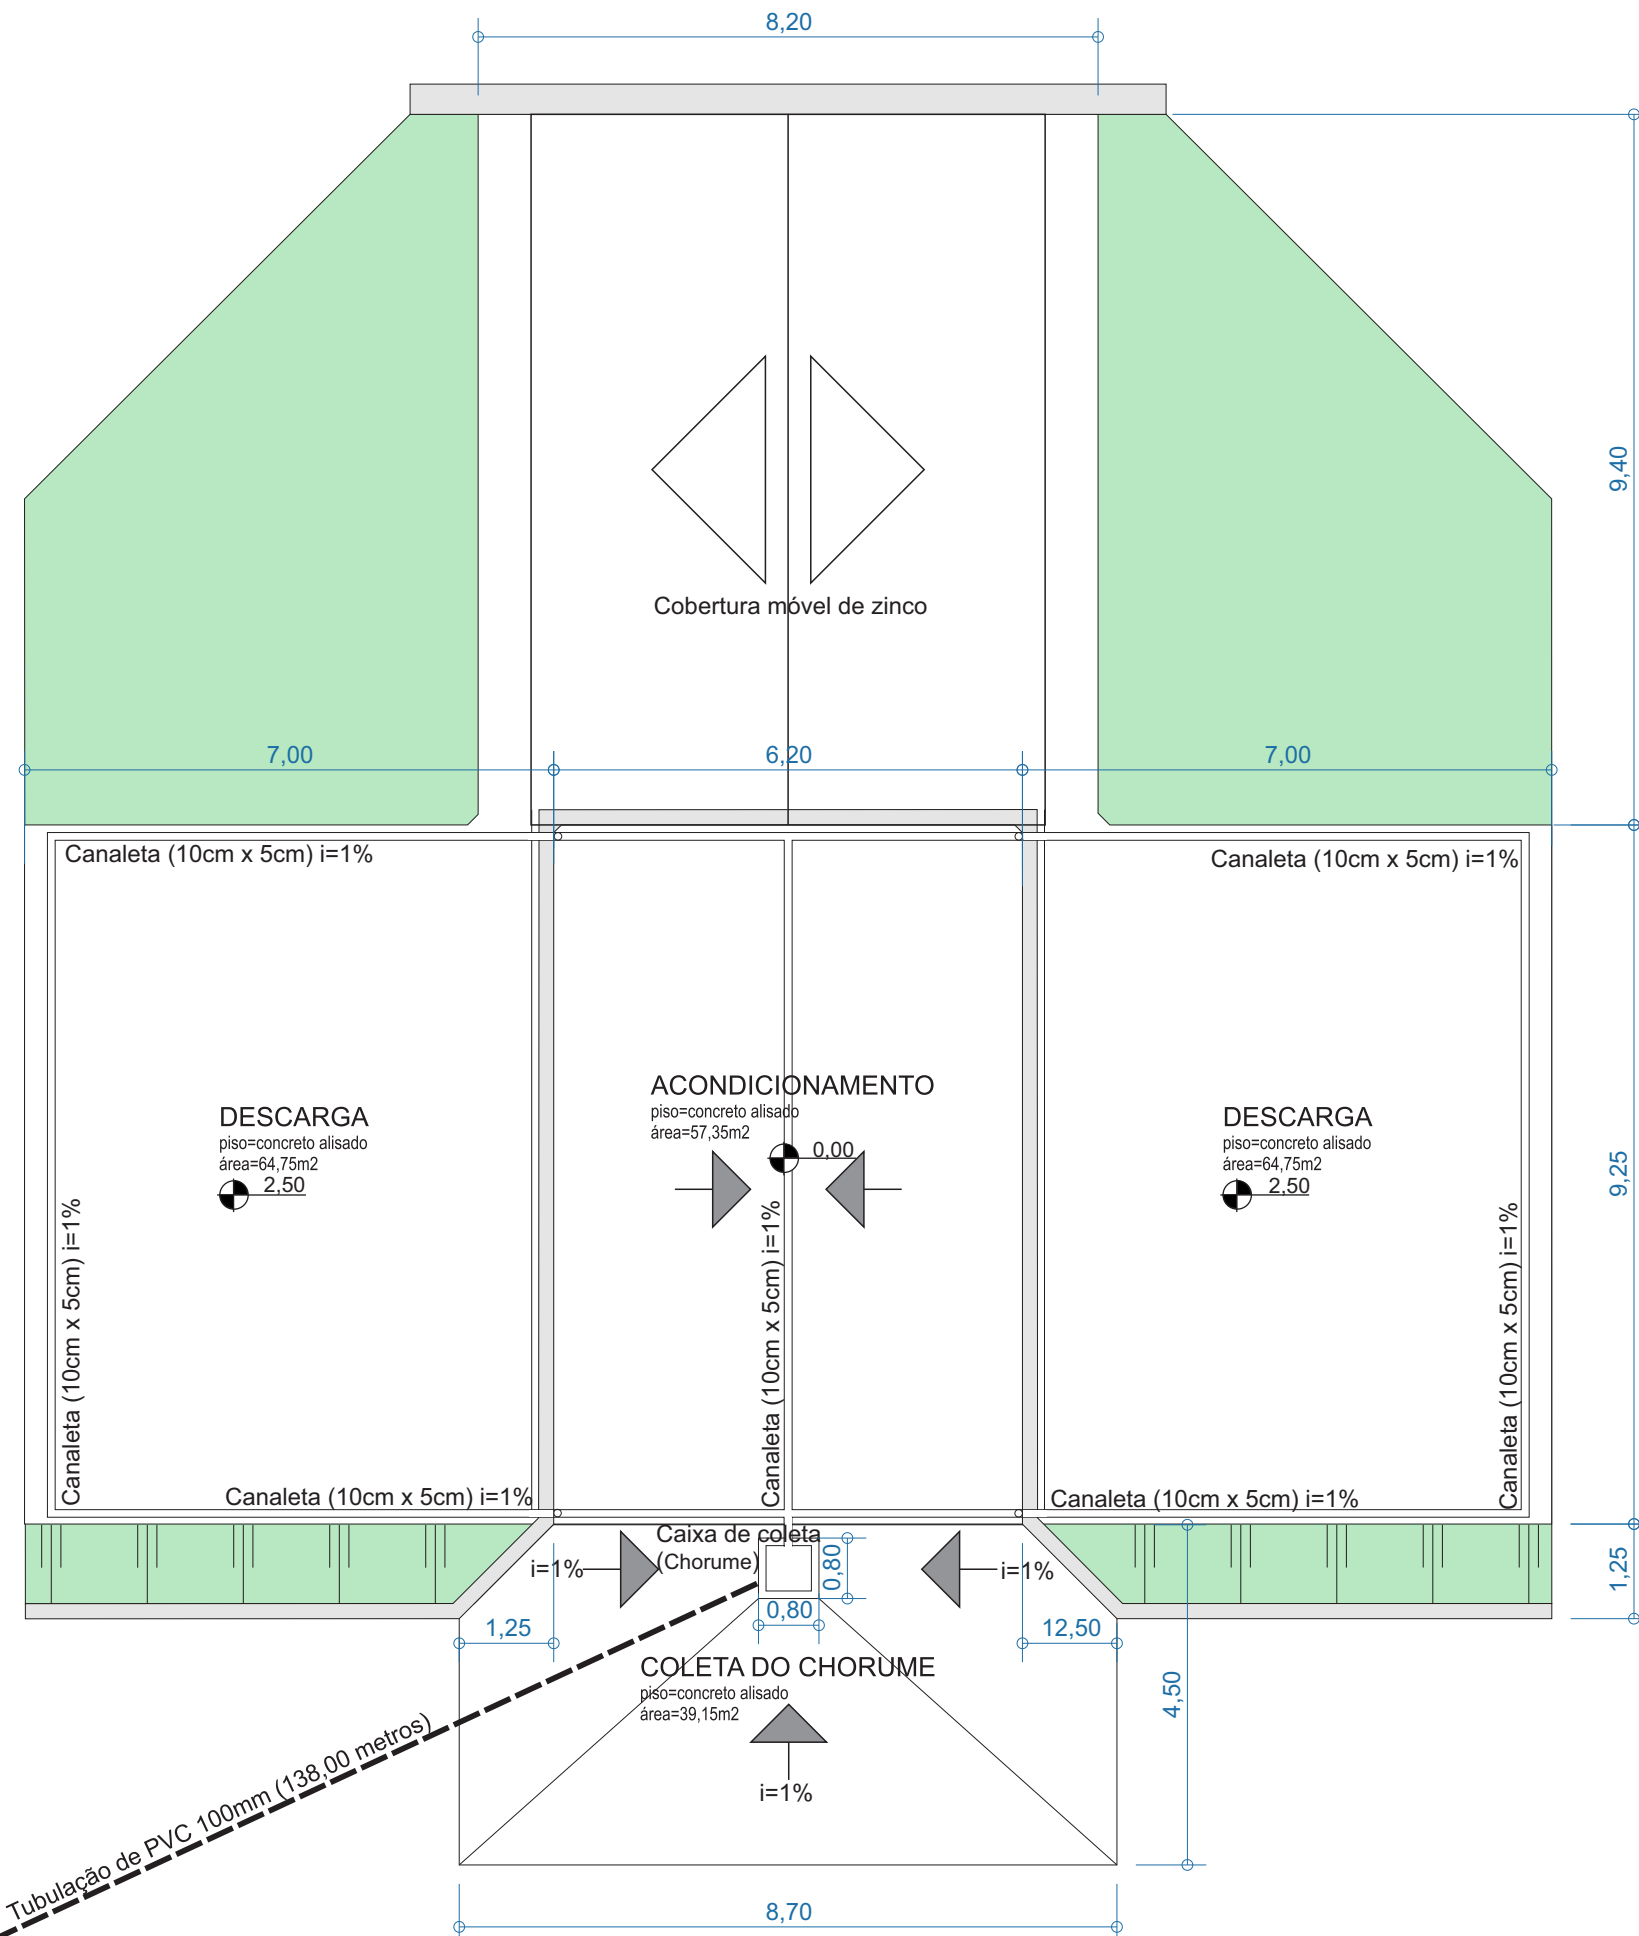 8,20
9,40
Cobertura móvel de zinco
7,00
6,20
7,00
Canaleta (10cm x 5cm) i=1%
Canaleta (10cm x 5cm) i=1%
ACONDICIONAMENTO
piso=concreto alisado
área=57,35m2
0,00
DESCARGA
piso=concreto alisado
área=64,75m2
2,50
DESCARGA
piso=concreto alisado
área=64,75m2
2,50
9,25
Canaleta (10cm x 5cm) i=1%
Canaleta (10cm x 5cm) i=1%
Canaleta (10cm x 5cm) i=1%
Canaleta (10cm x 5cm) i=1%
Canaleta (10cm x 5cm) i=1%
Caixa de coleta
(Chorume)
i=1%
0,80
i=1%
1,25
0,80
1,25
12,50
COLETA DO CHORUME
piso=concreto alisado
área=39,15m2
4,50
i=1%
Tubulação de PVC 100mm (138,00 metros)
8,70